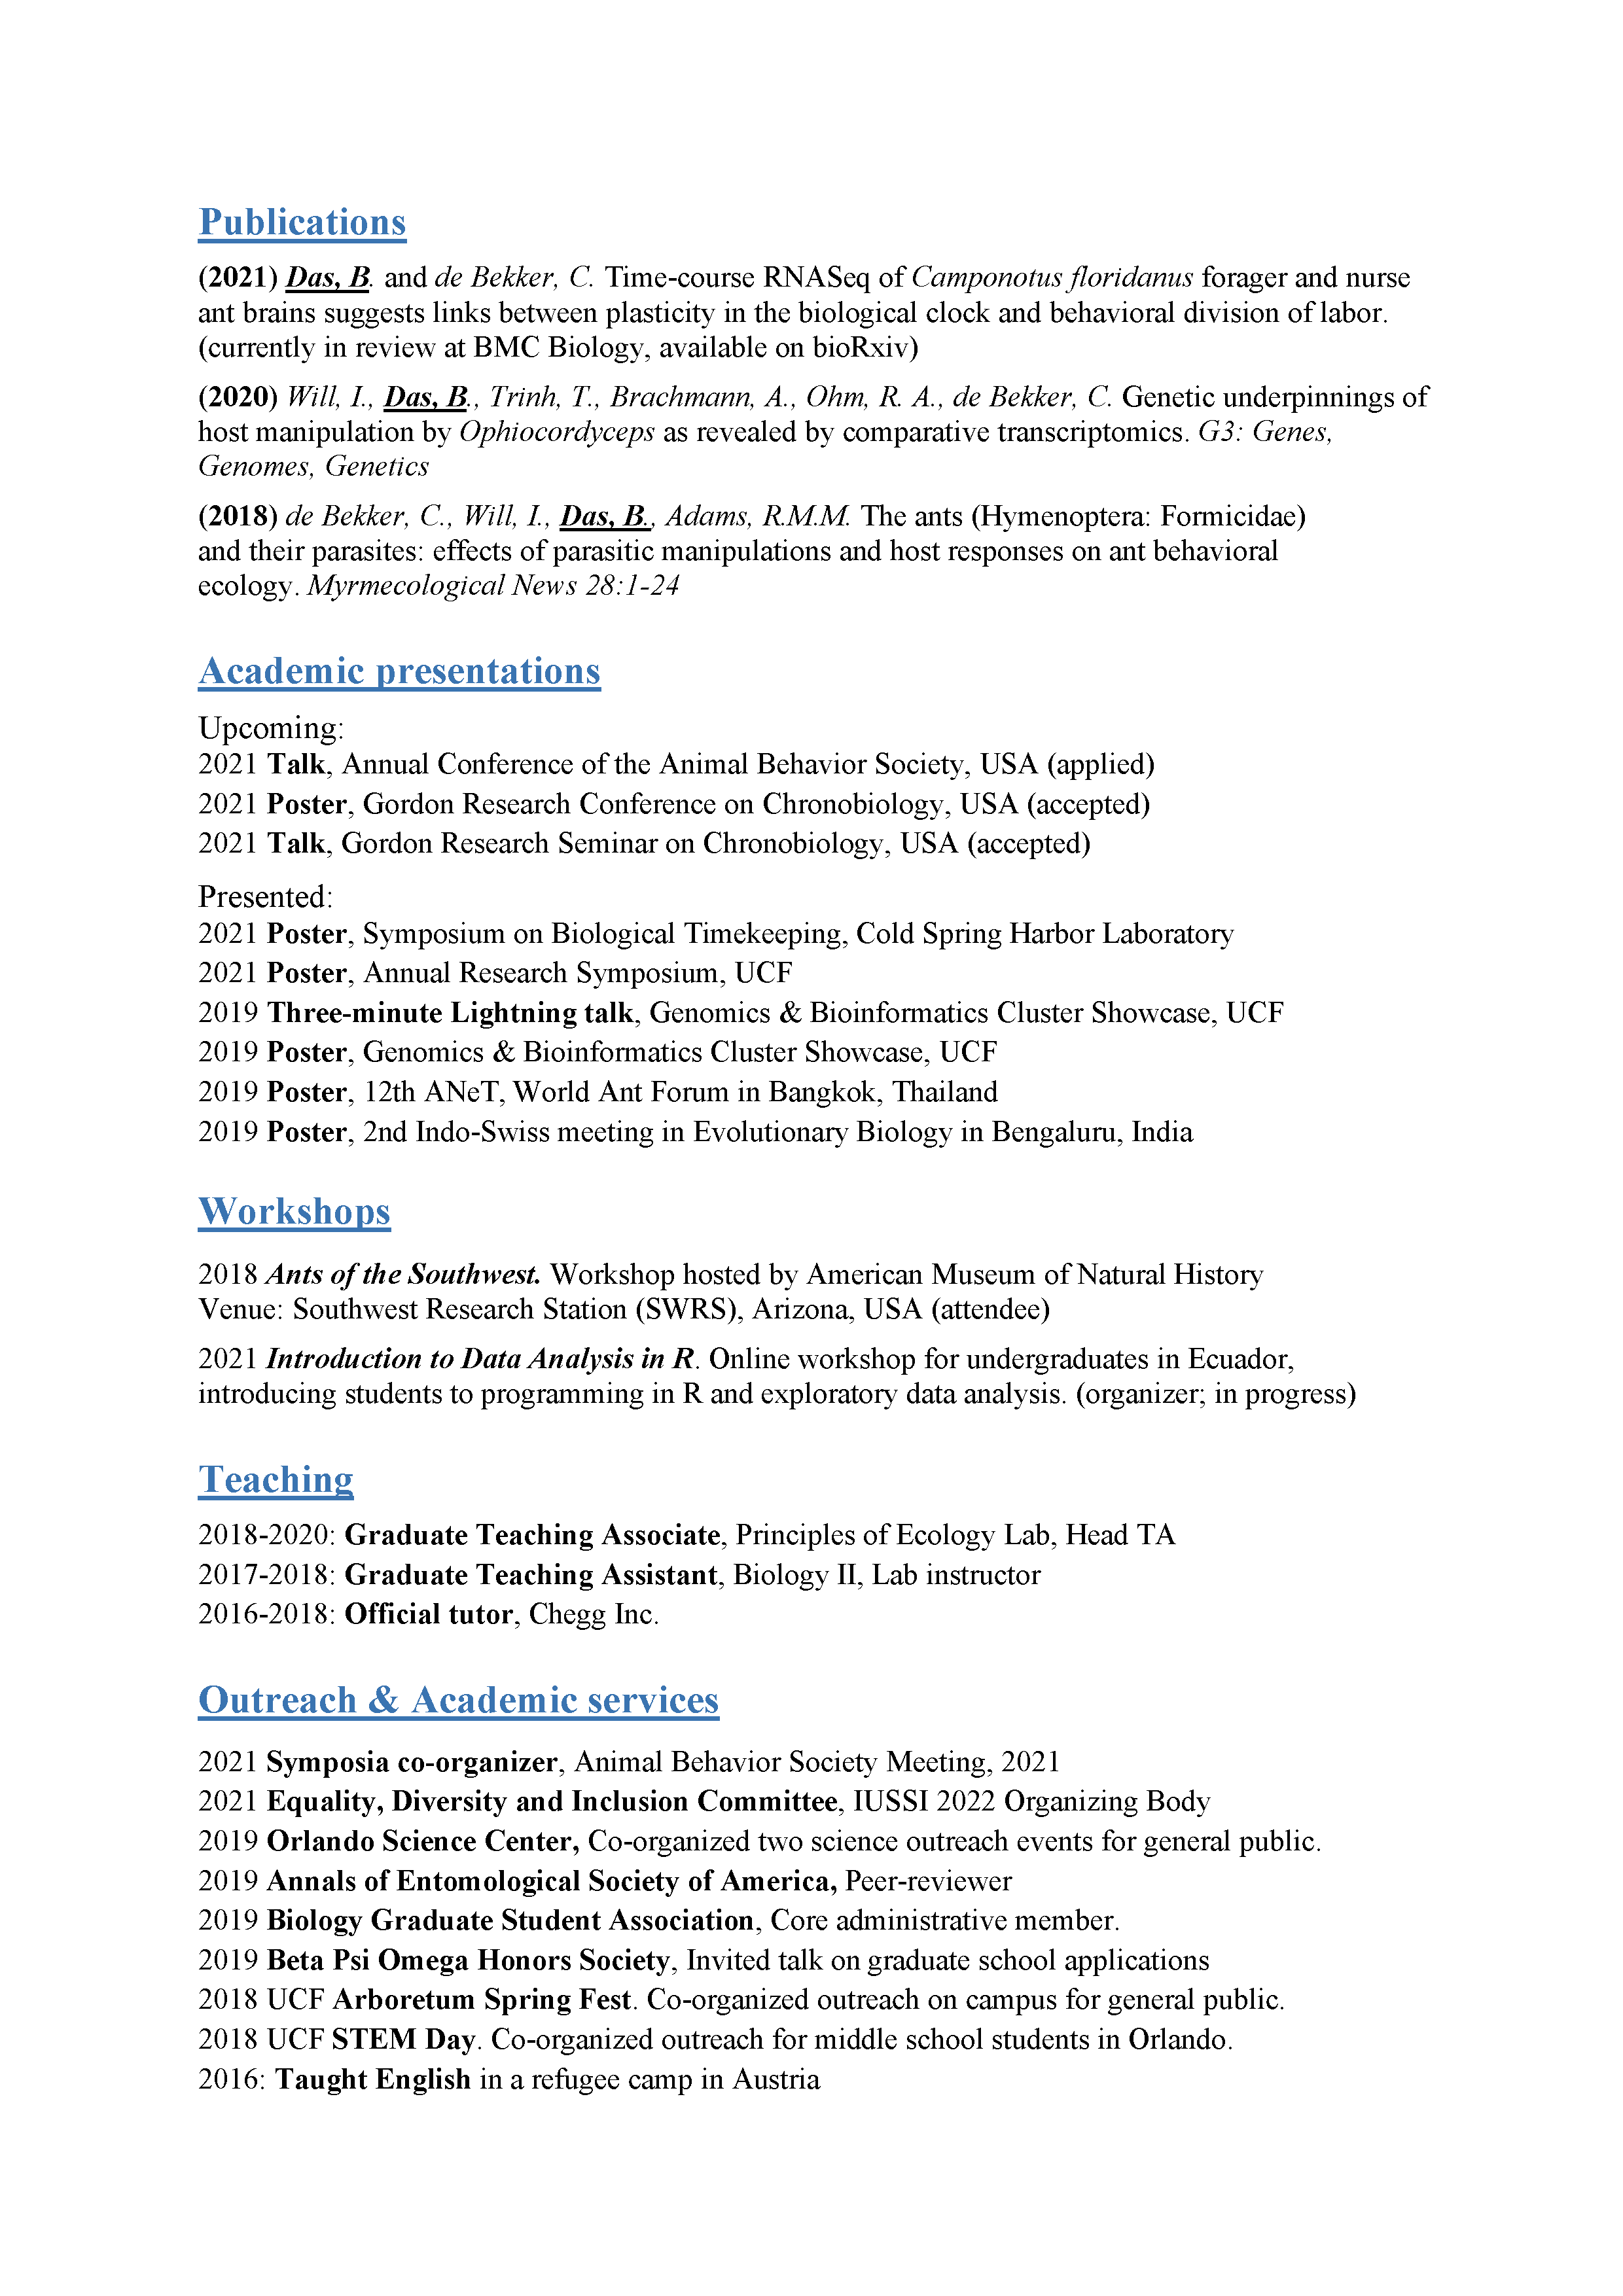 Publications
(2021) Das, B. and de Bekker, C. Time-course RNASeq of Camponotus floridanus forager and nurse
ant brains suggests links between plasticity in the biological clock and behavioral division of labor.
(currently in review at BMC Biology, available on bioRxiv)
(2020) Will, I., Das, B., Trinh, T., Brachmann, A., Ohm, R. A., de Bekker, C. Genetic underpinnings of
host manipulation by Ophiocordyceps as revealed by comparative transcriptomics. G3: Genes,
Genomes, Genetics
(2018) de Bekker, C., Will, I., Das, B., Adams, R.M.M. The ants (Hymenoptera: Formicidae)
and their parasites: effects of parasitic manipulations and host responses on ant behavioral
ecology. Myrmecological News 28:1-24
Academic presentations
Upcoming:
2021 Talk, Annual Conference of the Animal Behavior Society, USA (applied)
2021 Poster, Gordon Research Conference on Chronobiology, USA (accepted)
2021 Talk, Gordon Research Seminar on Chronobiology, USA (accepted)
Presented:
2021 Poster, Symposium on Biological Timekeeping, Cold Spring Harbor Laboratory
2021 Poster, Annual Research Symposium, UCF
2019 Three-minute Lightning talk, Genomics & Bioinformatics Cluster Showcase, UCF
2019 Poster, Genomics & Bioinformatics Cluster Showcase, UCF
2019 Poster, 12th ANeT, World Ant Forum in Bangkok, Thailand
2019 Poster, 2nd Indo-Swiss meeting in Evolutionary Biology in Bengaluru, India
Workshops
2018 Ants of the Southwest. Workshop hosted by American Museum of Natural History
Venue: Southwest Research Station (SWRS), Arizona, USA (attendee)
2021 Introduction to Data Analysis in R. Online workshop for undergraduates in Ecuador,
introducing students to programming in R and exploratory data analysis. (organizer; in progress)
Teaching
2018-2020: Graduate Teaching Associate, Principles of Ecology Lab, Head TA
2017-2018: Graduate Teaching Assistant, Biology II, Lab instructor
2016-2018: Official tutor, Chegg Inc.
Outreach & Academic services
2021 Symposia co-organizer, Animal Behavior Society Meeting, 2021
2021 Equality, Diversity and Inclusion Committee, IUSSI 2022 Organizing Body
2019 Orlando Science Center, Co-organized two science outreach events for general public.
2019 Annals of Entomological Society of America, Peer-reviewer
2019 Biology Graduate Student Association, Core administrative member.
2019 Beta Psi Omega Honors Society, Invited talk on graduate school applications
2018 UCF Arboretum Spring Fest. Co-organized outreach on campus for general public.
2018 UCF STEM Day. Co-organized outreach for middle school students in Orlando.
2016: Taught English in a refugee camp in Austria